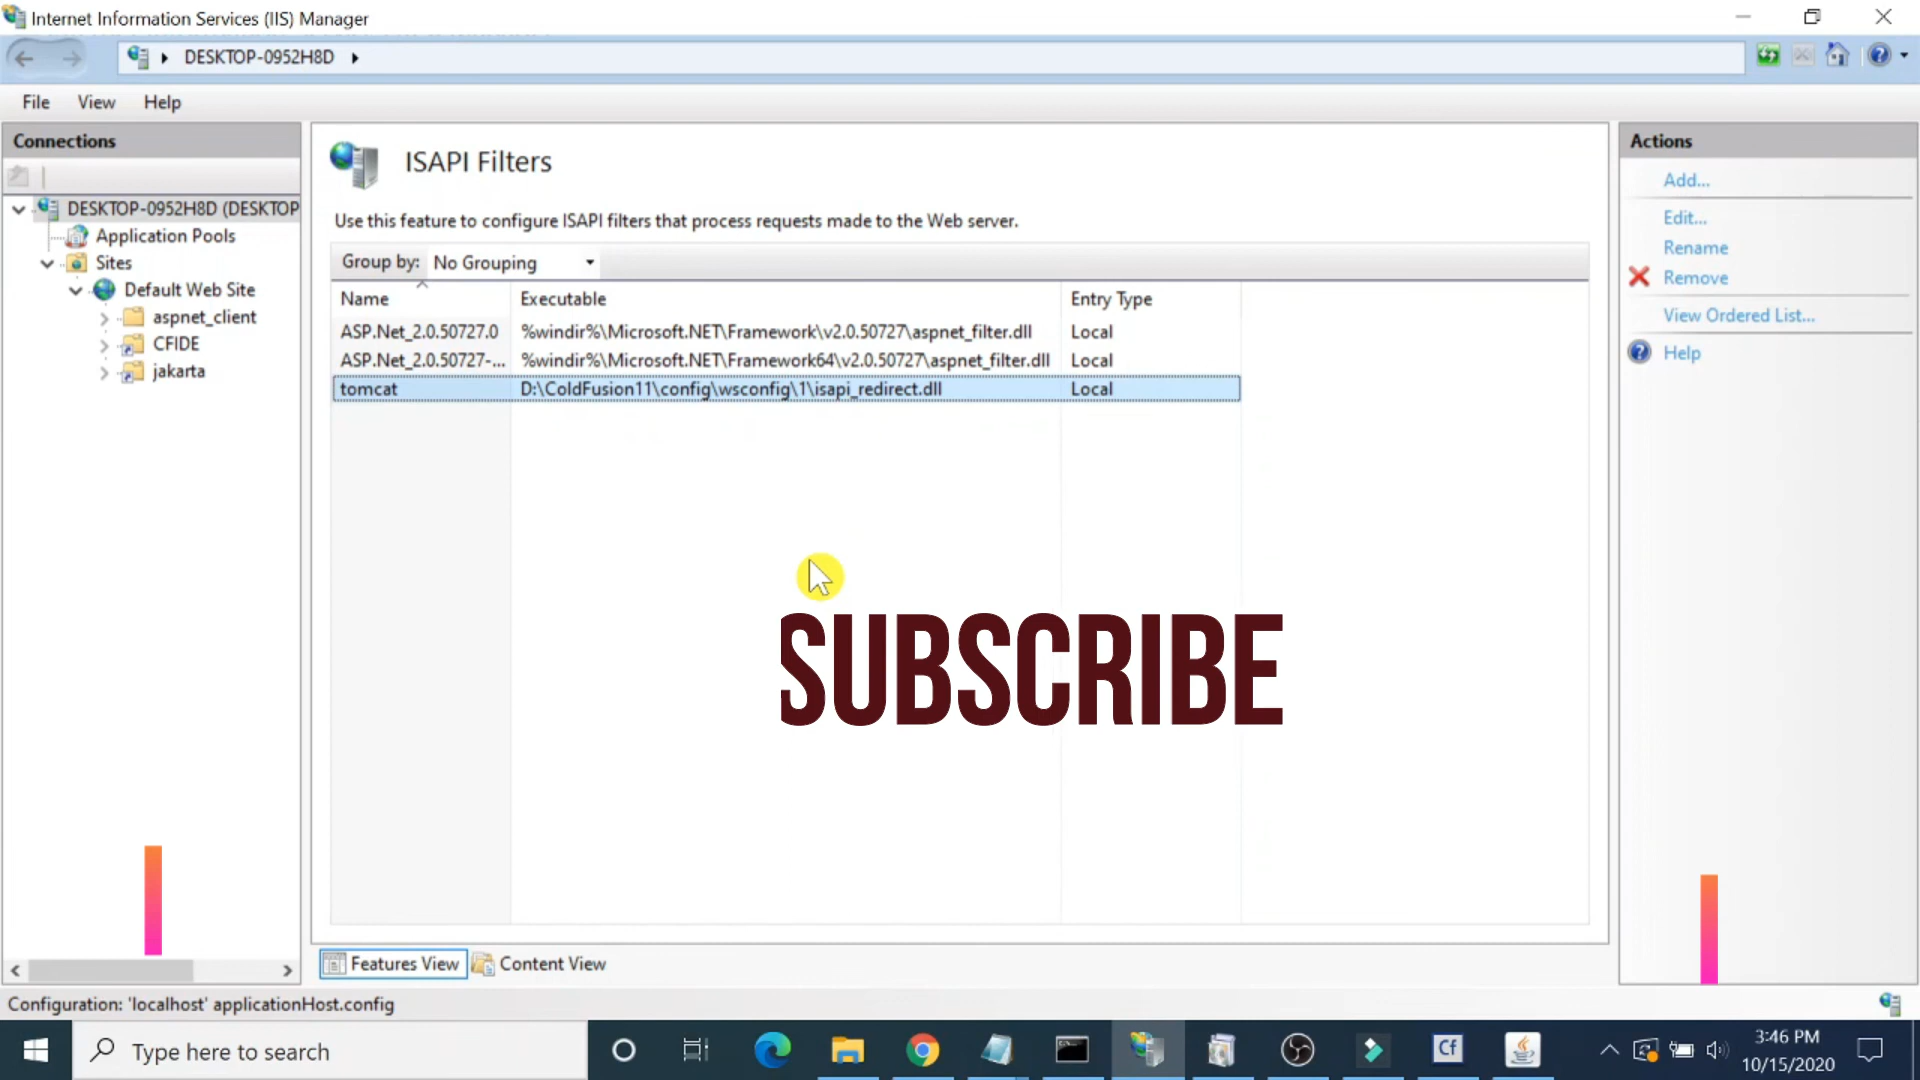 Internet Information Services (IIS) Manager
DESKTOP-0952H8D
File View Help
Connections
DESKTOP-0952H8D (DESKTOP
Application Pools
Sites
Default Web Site
aspnet_client
CFIDE
jakarta
ISAPI Filters
Use this feature to configure ISAPI filters that process requests made to the Web server.
Group by: No Grouping
Name Executable Entry Type
ASP.Net_2.0.50727.0 %windir%\Microsoft.NET\Framework\v2.0.50727\aspnet_filter.dll Local
ASP.Net_2.0.50727-... %windir%\Microsoft.NET\Framework64\v2.0.50727\aspnet_filter.dll Local
tomcat D:\ColdFusion11\config\wsconfig\1\isapi_redirect.dll Local
SUBSCRIBE
Features View Content View
Actions
Add...
Edit...
Rename
Remove
View Ordered List...
Help
Configuration: 'localhost' applicationHost.config
Type here to search
Cf
3:46 PM
10/15/2020